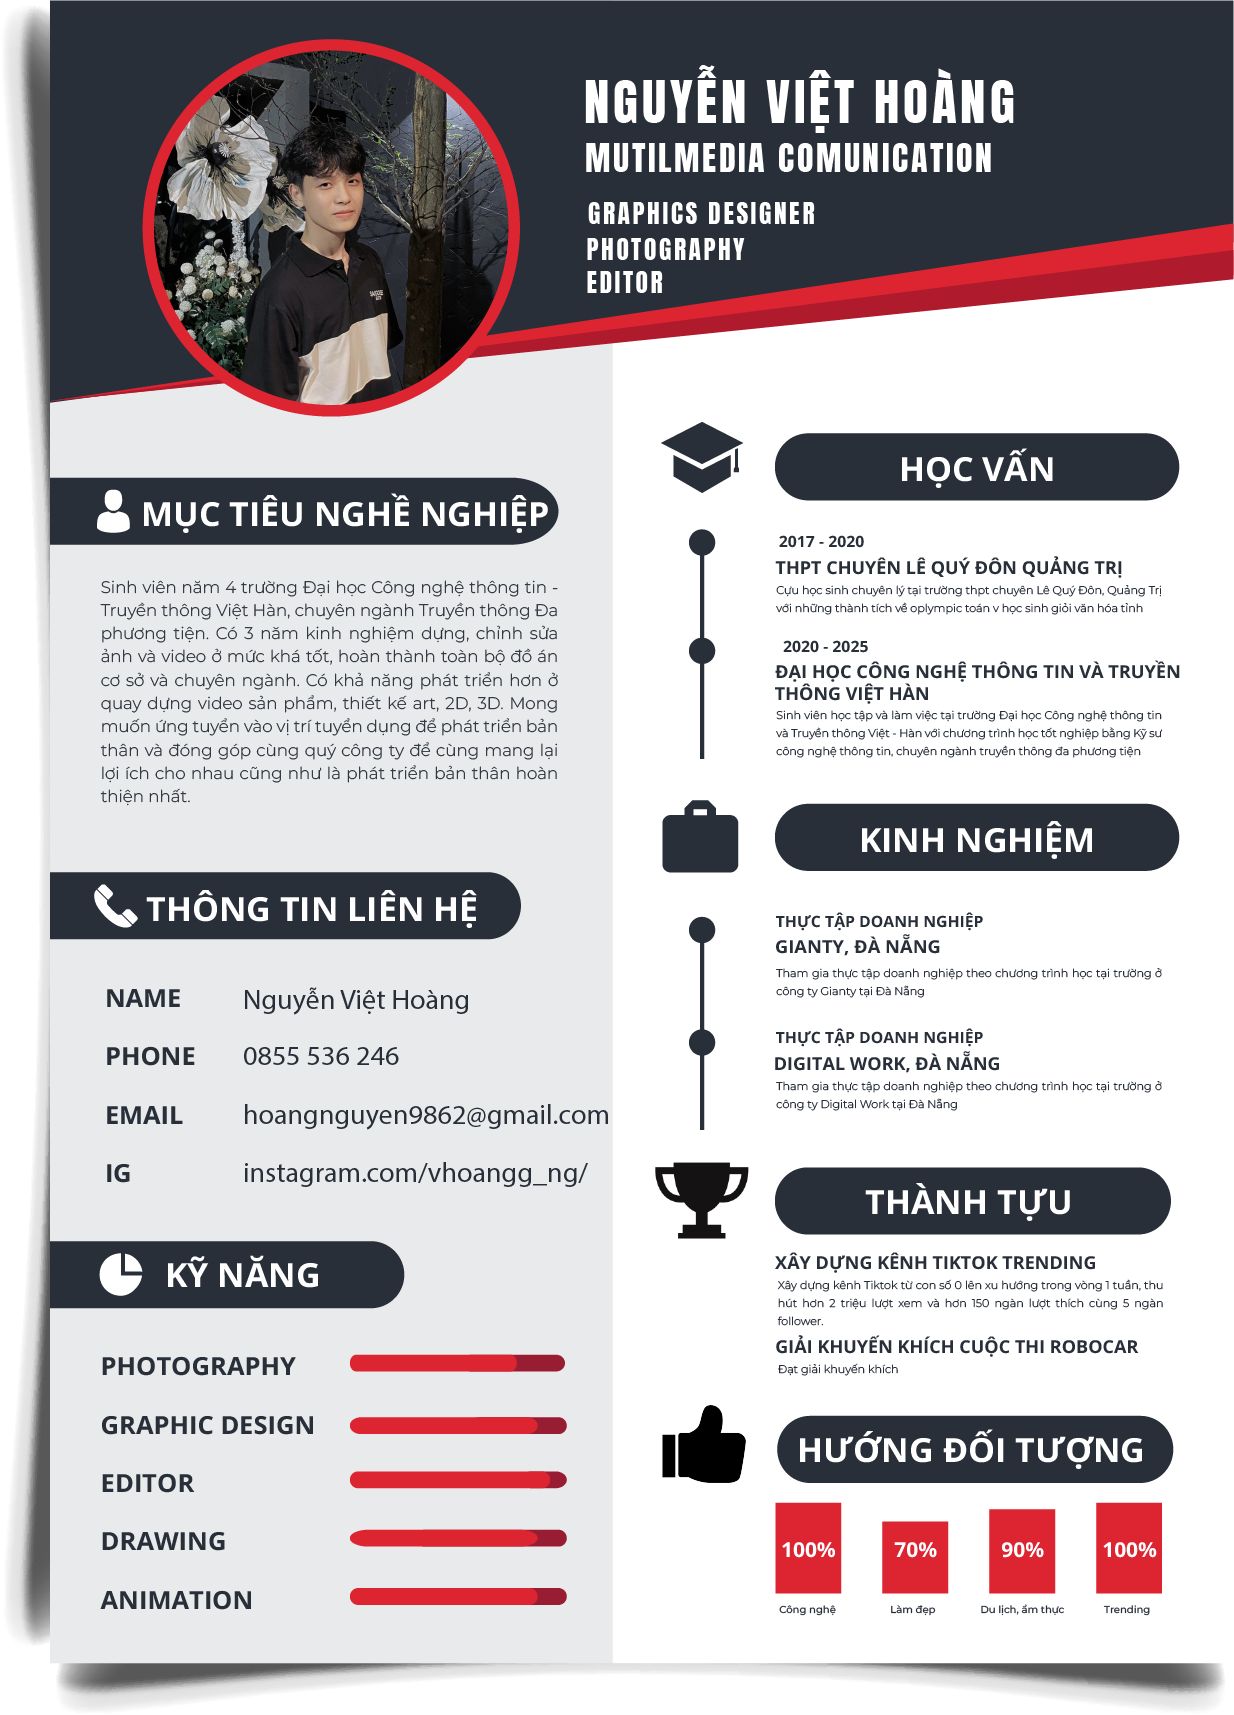 NGUYỄN VIỆT HOÀNG
MUTILMEDIA COMUNICATION
GRAPHICS DESIGNER
PHOTOGRAPHY
EDITOR
MỤC TIÊU NGHỀ NGHIỆP
Sinh viên năm 4 trường Đại học Công nghệ thông tin -
Truyền thông Việt Hàn, chuyên ngành Truyền thông Đa
phương tiện. Có 3 năm kinh nghiệm dựng, chỉnh sửa
ảnh và video ở mức khá tốt, hoàn thành toàn bộ đồ án
cơ sở và chuyên ngành. Có khả năng phát triển hơn ở
quay dựng video sản phẩm, thiết kế art, 2D, 3D. Mong
muốn ứng tuyển vào vị trí tuyển dụng để phát triển bản
thân và đóng góp cùng quý công ty để cùng mang lại
lợi ích cho nhau cũng như là phát triển bản thân hoàn
thiện nhất.
THÔNG TIN LIÊN HỆ
NAME Nguyễn Việt Hoàng
PHONE 0855 536 246
EMAIL hoangnguyen9862@gmail.com
IG instagram.com/vhoangg_ng/
KỸ NĂNG
PHOTOGRAPHY
GRAPHIC DESIGN
EDITOR
DRAWING
ANIMATION
HỌC VẤN
2017 - 2020
THPT CHUYÊN LÊ QUÝ ĐÔN QUẢNG TRỊ
Cựu học sinh chuyên lý tại trường thpt chuyên Lê Quý Đôn, Quảng Trị
với những thành tích về oplympic toán v học sinh giỏi văn hóa tỉnh
2020 - 2025
ĐẠI HỌC CÔNG NGHỆ THÔNG TIN VÀ TRUYỀN
THÔNG VIỆT HÀN
Sinh viên học tập và làm việc tại trường Đại học Công nghệ thông tin
và Truyền thông Việt - Hàn với chương trình học tốt nghiệp bằng Kỹ sư
công nghệ thông tin, chuyên ngành truyền thông đa phương tiện
KINH NGHIỆM
THỰC TẬP DOANH NGHIỆP
GIANTY, ĐÀ NẴNG
Tham gia thực tập doanh nghiệp theo chương trình học tại trường ở
công ty Gianty tại Đà Nẵng
THỰC TẬP DOANH NGHIỆP
DIGITAL WORK, ĐÀ NẴNG
Tham gia thực tập doanh nghiệp theo chương trình học tại trường ở
công ty Digital Work tại Đà Nẵng
THÀNH TỰU
XÂY DỰNG KÊNH TIKTOK TRENDING
Xây dựng kênh Tiktok từ con số 0 lên xu hướng trong vòng 1 tuần, thu
hút hơn 2 triệu lượt xem và hơn 150 ngàn lượt thích cùng 5 ngàn
follower.
GIẢI KHUYẾN KHÍCH CUỘC THI ROBOCAR
Đạt giải khuyến khích
HƯỚNG ĐỐI TƯỢNG
100% 70% 90% 100%
Công nghệ Làm đẹp Du lịch, ẩm thực Trending